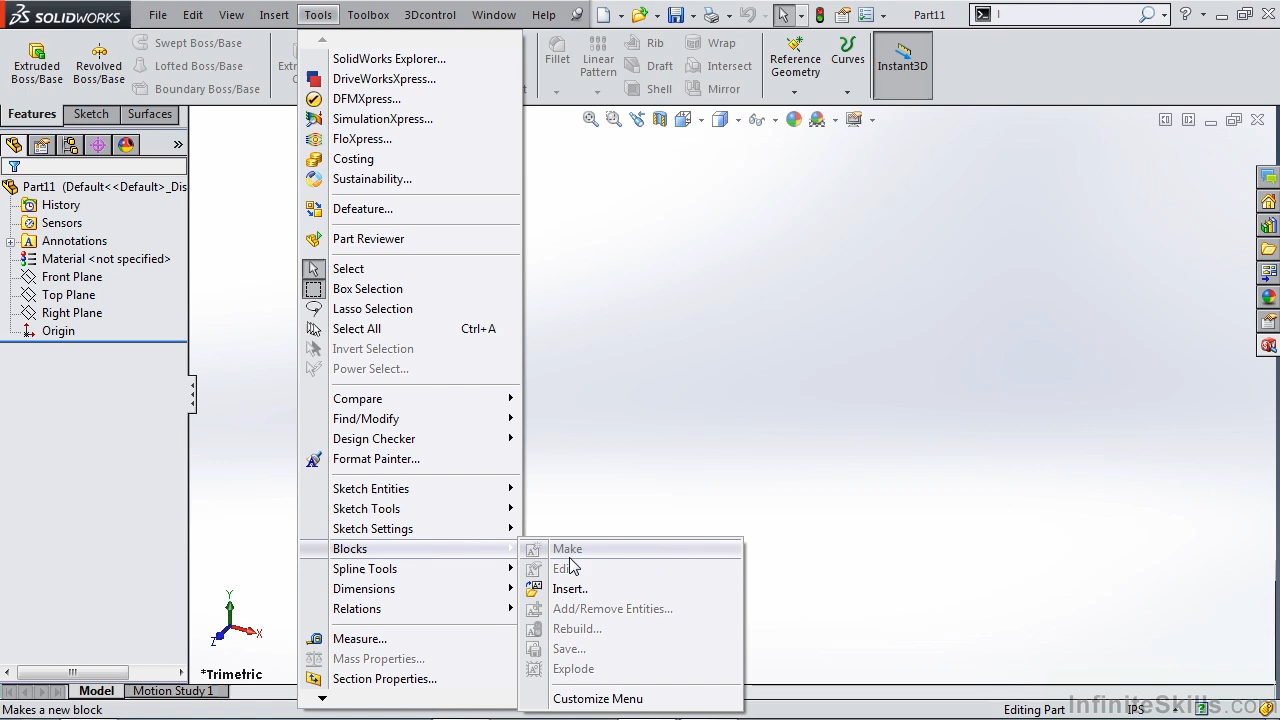 SOLIDWORKS
File Edit View Insert Tools Toolbox 3Dcontrol Window Help Part11
Extruded Boss/Base
Revolved Boss/Base
Swept Boss/Base
Lofted Boss/Base
Boundary Boss/Base
Fillet
Linear Pattern
Rib
Draft
Shell
Wrap
Intersect
Mirror
Reference Geometry
Curves
Instant3D
Features Sketch Surfaces
Part11 (Default<<Default>_Dis
History
Sensors
Annotations
Material <not specified>
Front Plane
Top Plane
Right Plane
Origin
SolidWorks Explorer...
DriveWorksXpress...
DFMXpress...
SimulationXpress...
FloXpress...
Costing
Sustainability...
Defeature...
Part Reviewer
Select
Box Selection
Lasso Selection
Select All Ctrl+A
Invert Selection
Power Select...
Compare
Find/Modify
Design Checker
Format Painter...
Sketch Entities
Sketch Tools
Sketch Settings
Blocks
Spline Tools
Dimensions
Relations
Measure...
Mass Properties...
Section Properties...
Make
Insert..
Add/Remove Entities...
Rebuild...
Save...
Explode
Customize Menu
Y
X
Z
*Trimetric
Model Motion Study 1
Makes a new block
Editing Part
IPS
InfiniteSkills.com